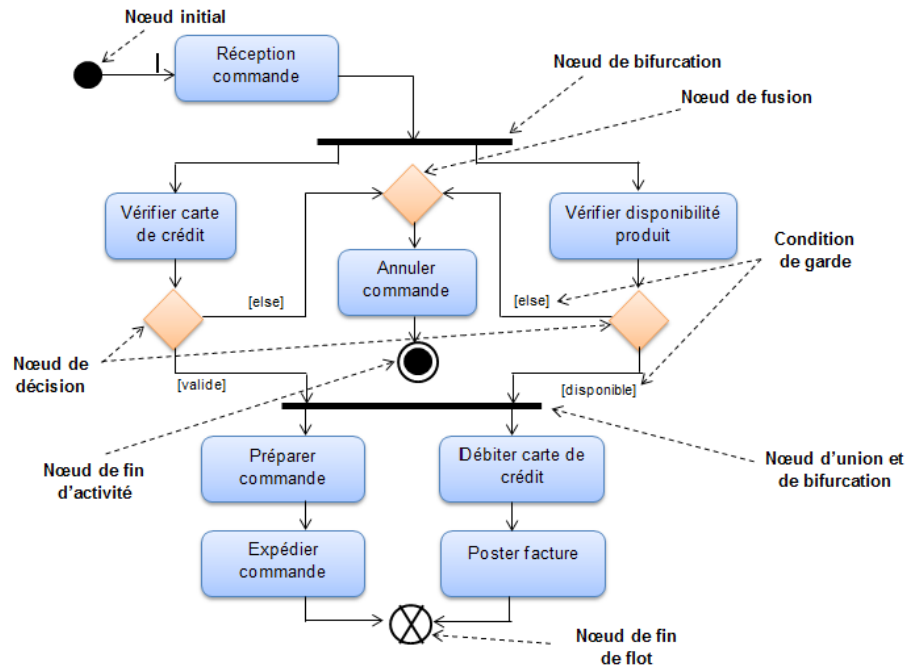 Nœud initial
Réception
commande
Nœud de bifurcation
Nœud de fusion
Vérifier carte
de crédit
Vérifier disponibilité
produit
Condition
de garde
Annuler
commande
[else]
[else]
Nœud de
décision
[valide]
[disponible]
Nœud de fin
d'activité
Préparer
commande
Débiter carte de
crédit
Nœud d'union et
de bifurcation
Expédier
commande
Poster facture
Nœud de fin
de flot